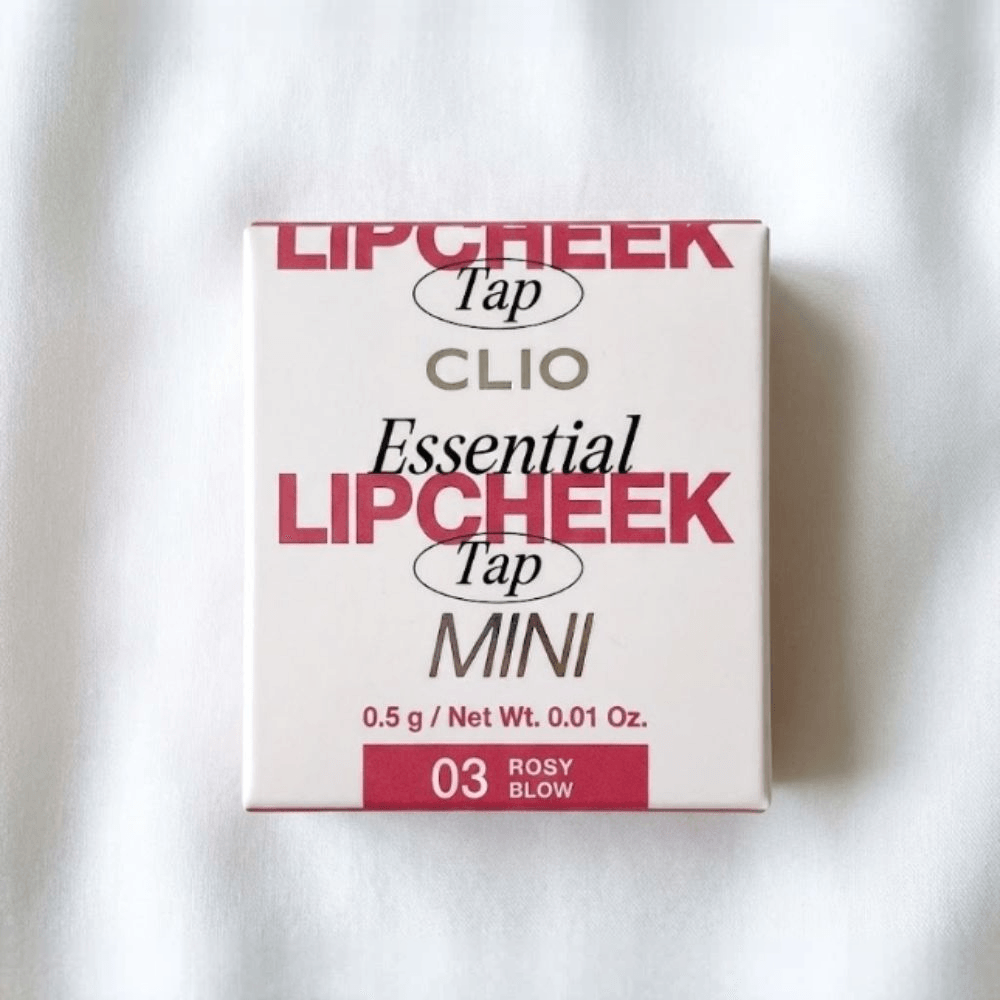 LIPCHEEK
Tap
CLIO
Essential
LIPCHEEK
Tap
MINI
0.5 g / Net Wt. 0.01 Oz.
03 ROSY
BLOW